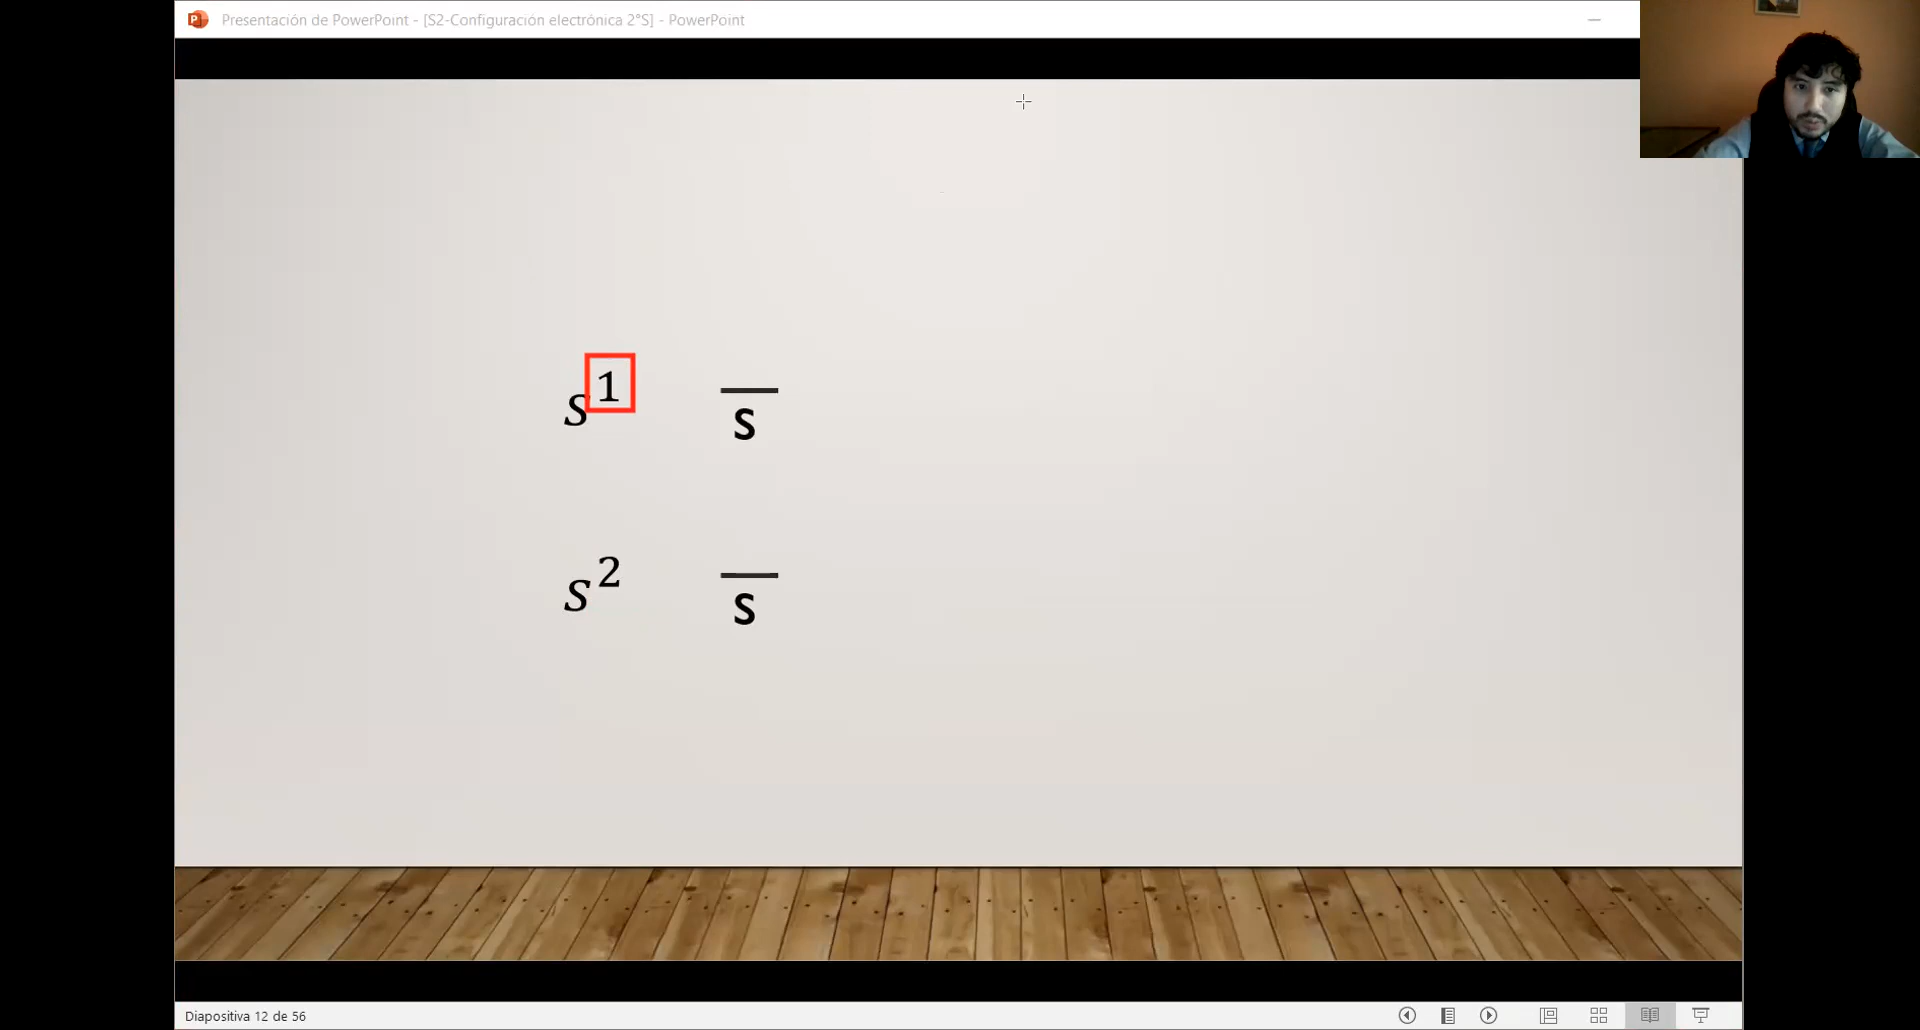 Presentación de PowerPoint - [S2-Configuración electrónica 2°S] - PowerPoint
s¹ s
s² s
Diapositiva 12 de 56